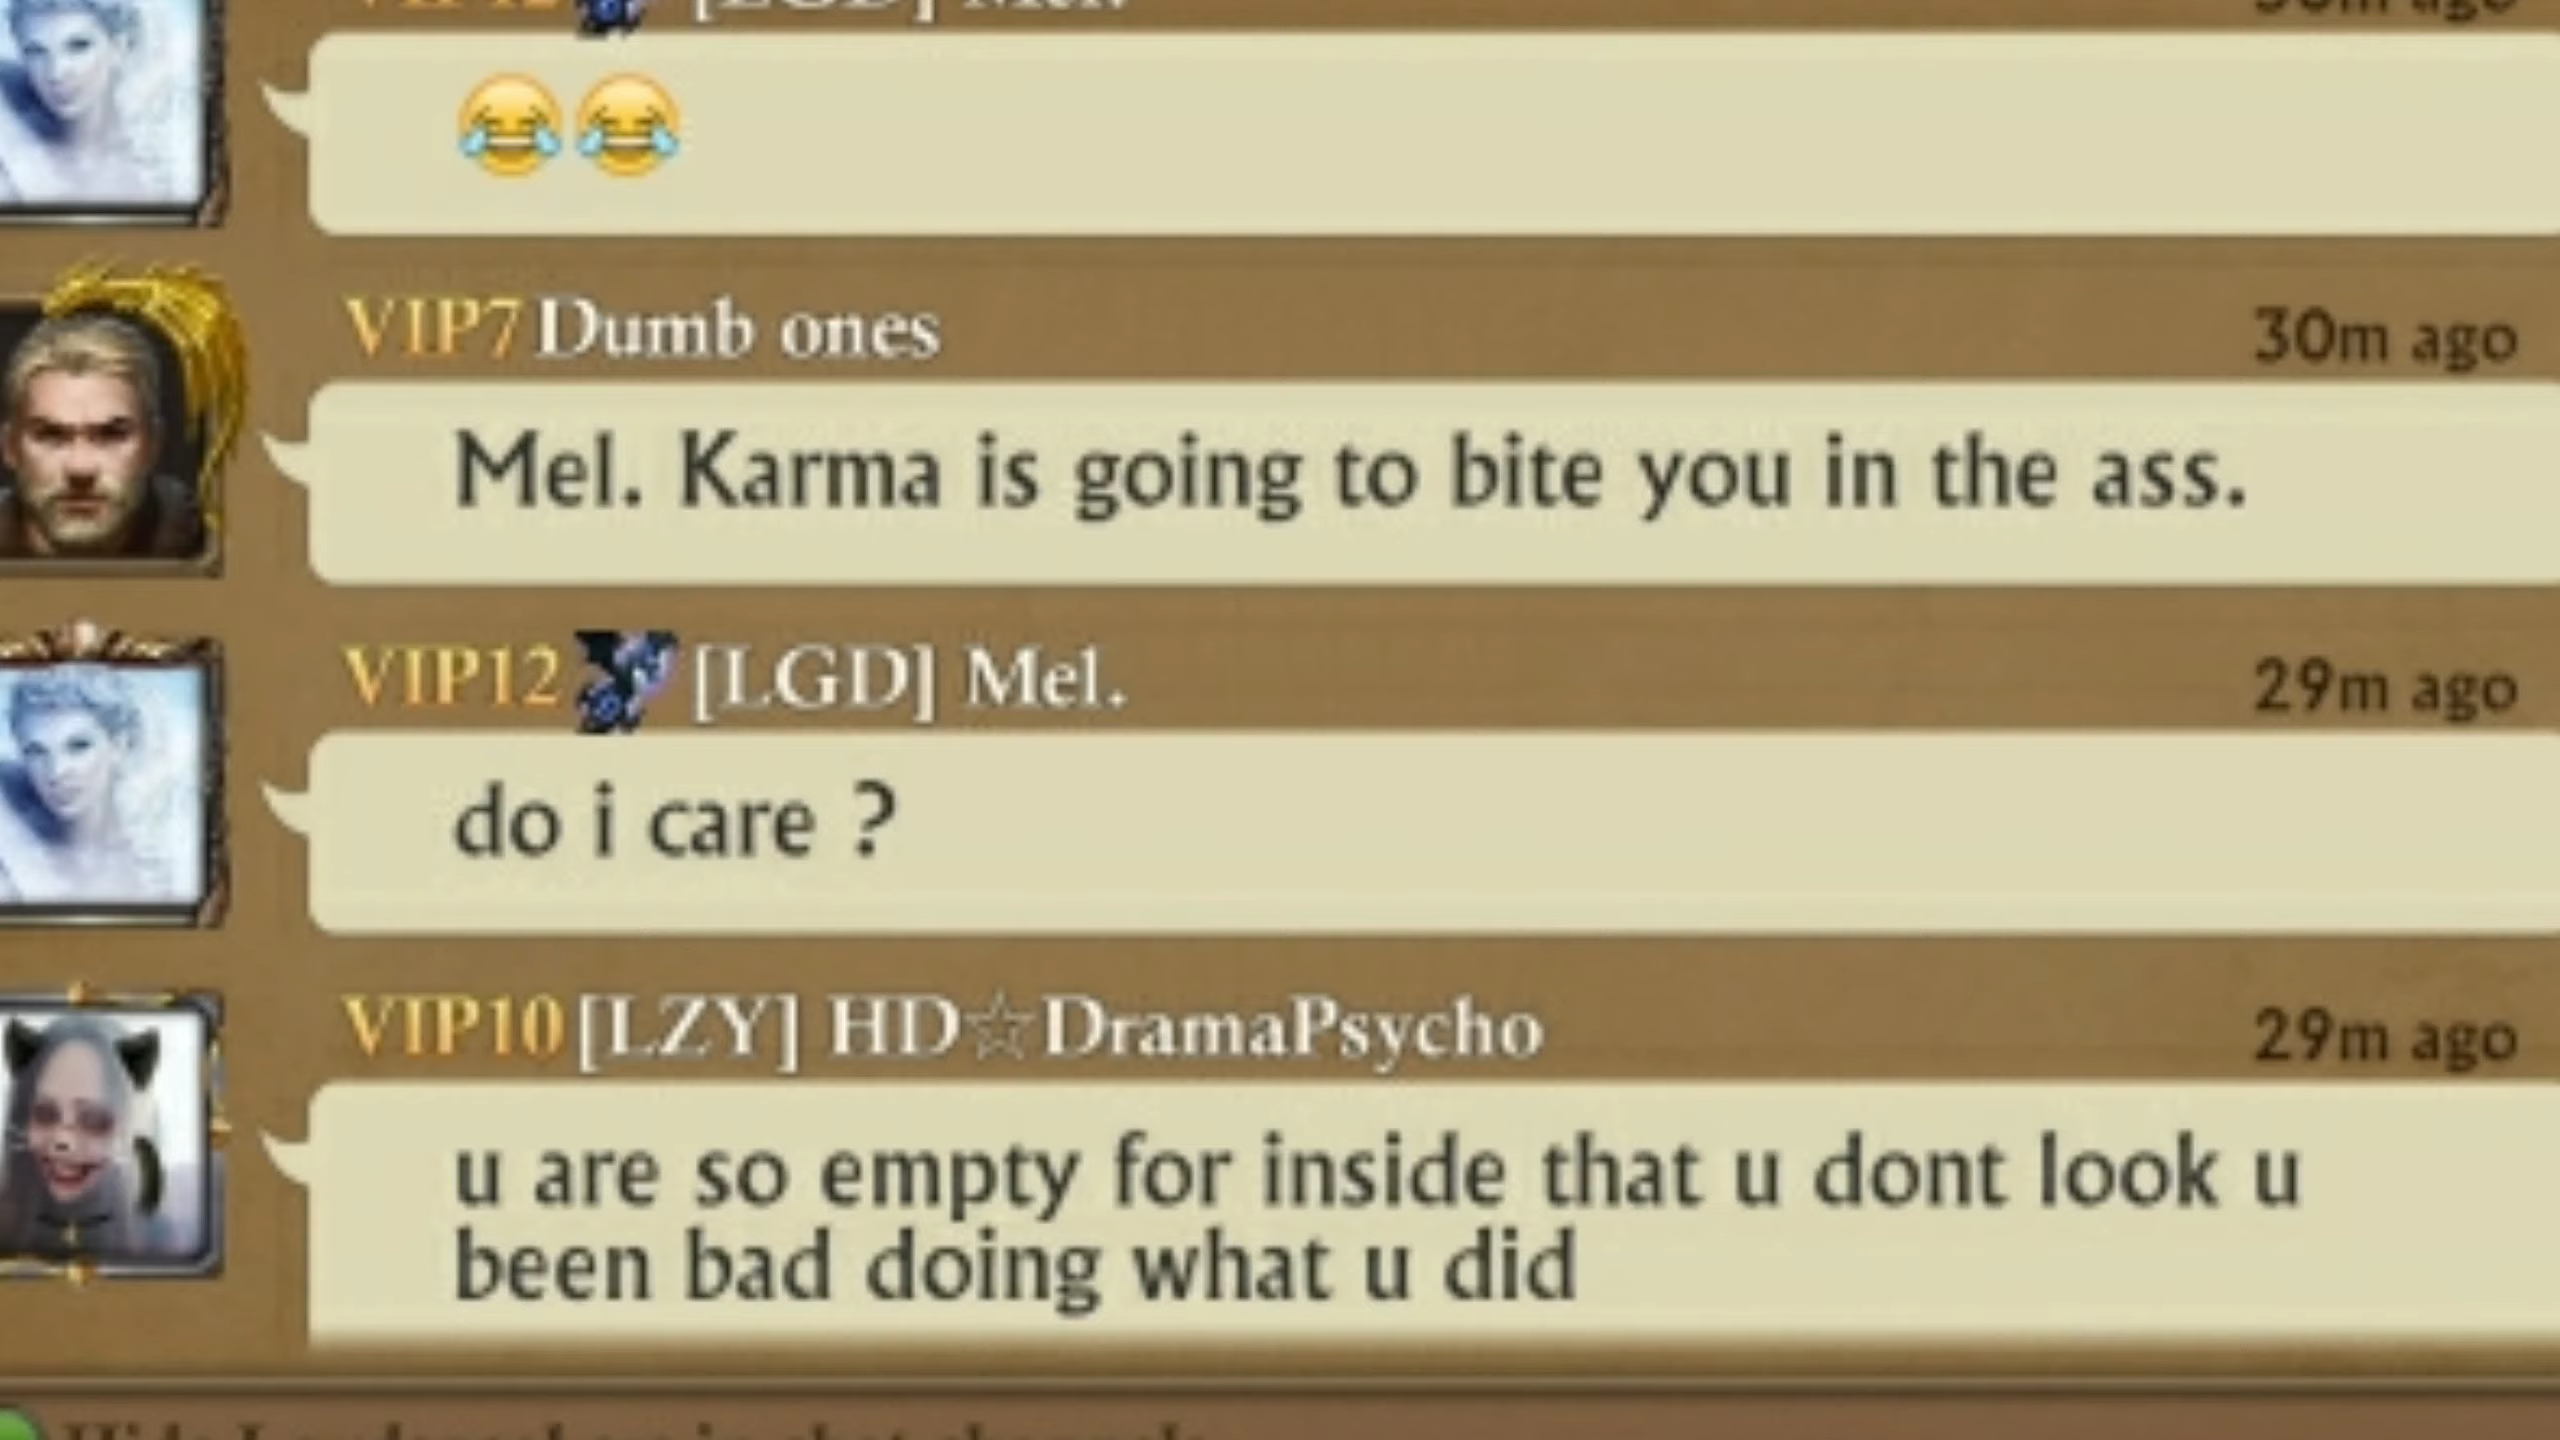 [LGD] Mel.
😂😂
VIP7 Dumb ones 30m ago
Mel. Karma is going to bite you in the ass.
VIP12 [LGD] Mel. 29m ago
do i care ?
VIP10 [LZY] HD☆DramaPsycho 29m ago
u are so empty for inside that u dont look u
been bad doing what u did